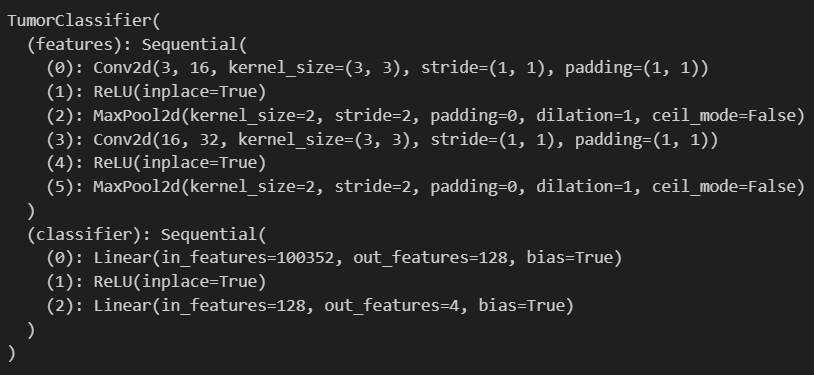 TumorClassifier(
  (features): Sequential(
    (0): Conv2d(3, 16, kernel_size=(3, 3), stride=(1, 1), padding=(1, 1))
    (1): ReLU(inplace=True)
    (2): MaxPool2d(kernel_size=2, stride=2, padding=0, dilation=1, ceil_mode=False)
    (3): Conv2d(16, 32, kernel_size=(3, 3), stride=(1, 1), padding=(1, 1))
    (4): ReLU(inplace=True)
    (5): MaxPool2d(kernel_size=2, stride=2, padding=0, dilation=1, ceil_mode=False)
  )
  (classifier): Sequential(
    (0): Linear(in_features=100352, out_features=128, bias=True)
    (1): ReLU(inplace=True)
    (2): Linear(in_features=128, out_features=4, bias=True)
  )
)